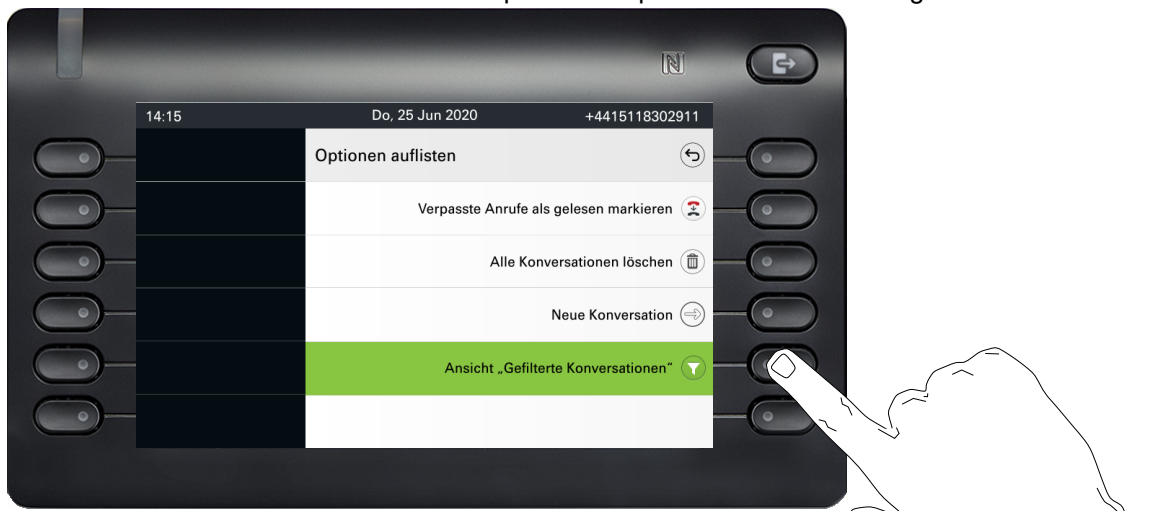 14:15 Do, 25 Jun 2020 +4415118302911
Optionen auflisten
Verpasste Anrufe als gelesen markieren
Alle Konversationen löschen
Neue Konversation
Ansicht „Gefilterte Konversationen“